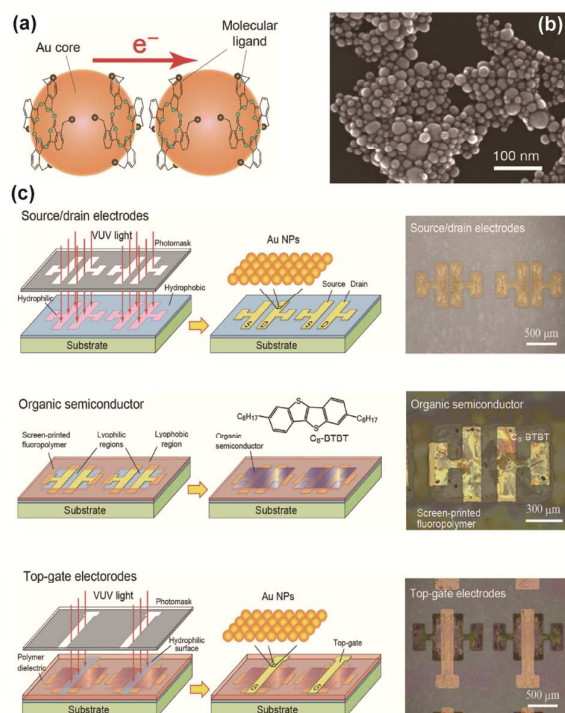 (a)
Au core
e⁻
Molecular
ligand
(b)
100 nm
(c)
Source/drain electrodes
VUV light
Photomask
Hydrophilic
Hydrophobic
Substrate
Au NPs
Source
Drain
S
D
S
D
Substrate
Source/drain electrodes
500 μm
Organic semiconductor
Screen-printed
fluoropolymer
Lyophilic
regions
Lyophobic
region
Substrate
S
S
C₈H₁₇
C₈H₁₇
C₈-BTBT
Organic
semiconductor
Substrate
Organic semiconductor
C₈ BTBT
Screen-printed
fluoropolymer
300 μm
Top-gate electorodes
VUV light
Photomask
Polymer
dielectric
Hydrophilic
surface
Substrate
Au NPs
Top-gate
G
G
Substrate
Top-gate electrodes
500 μm